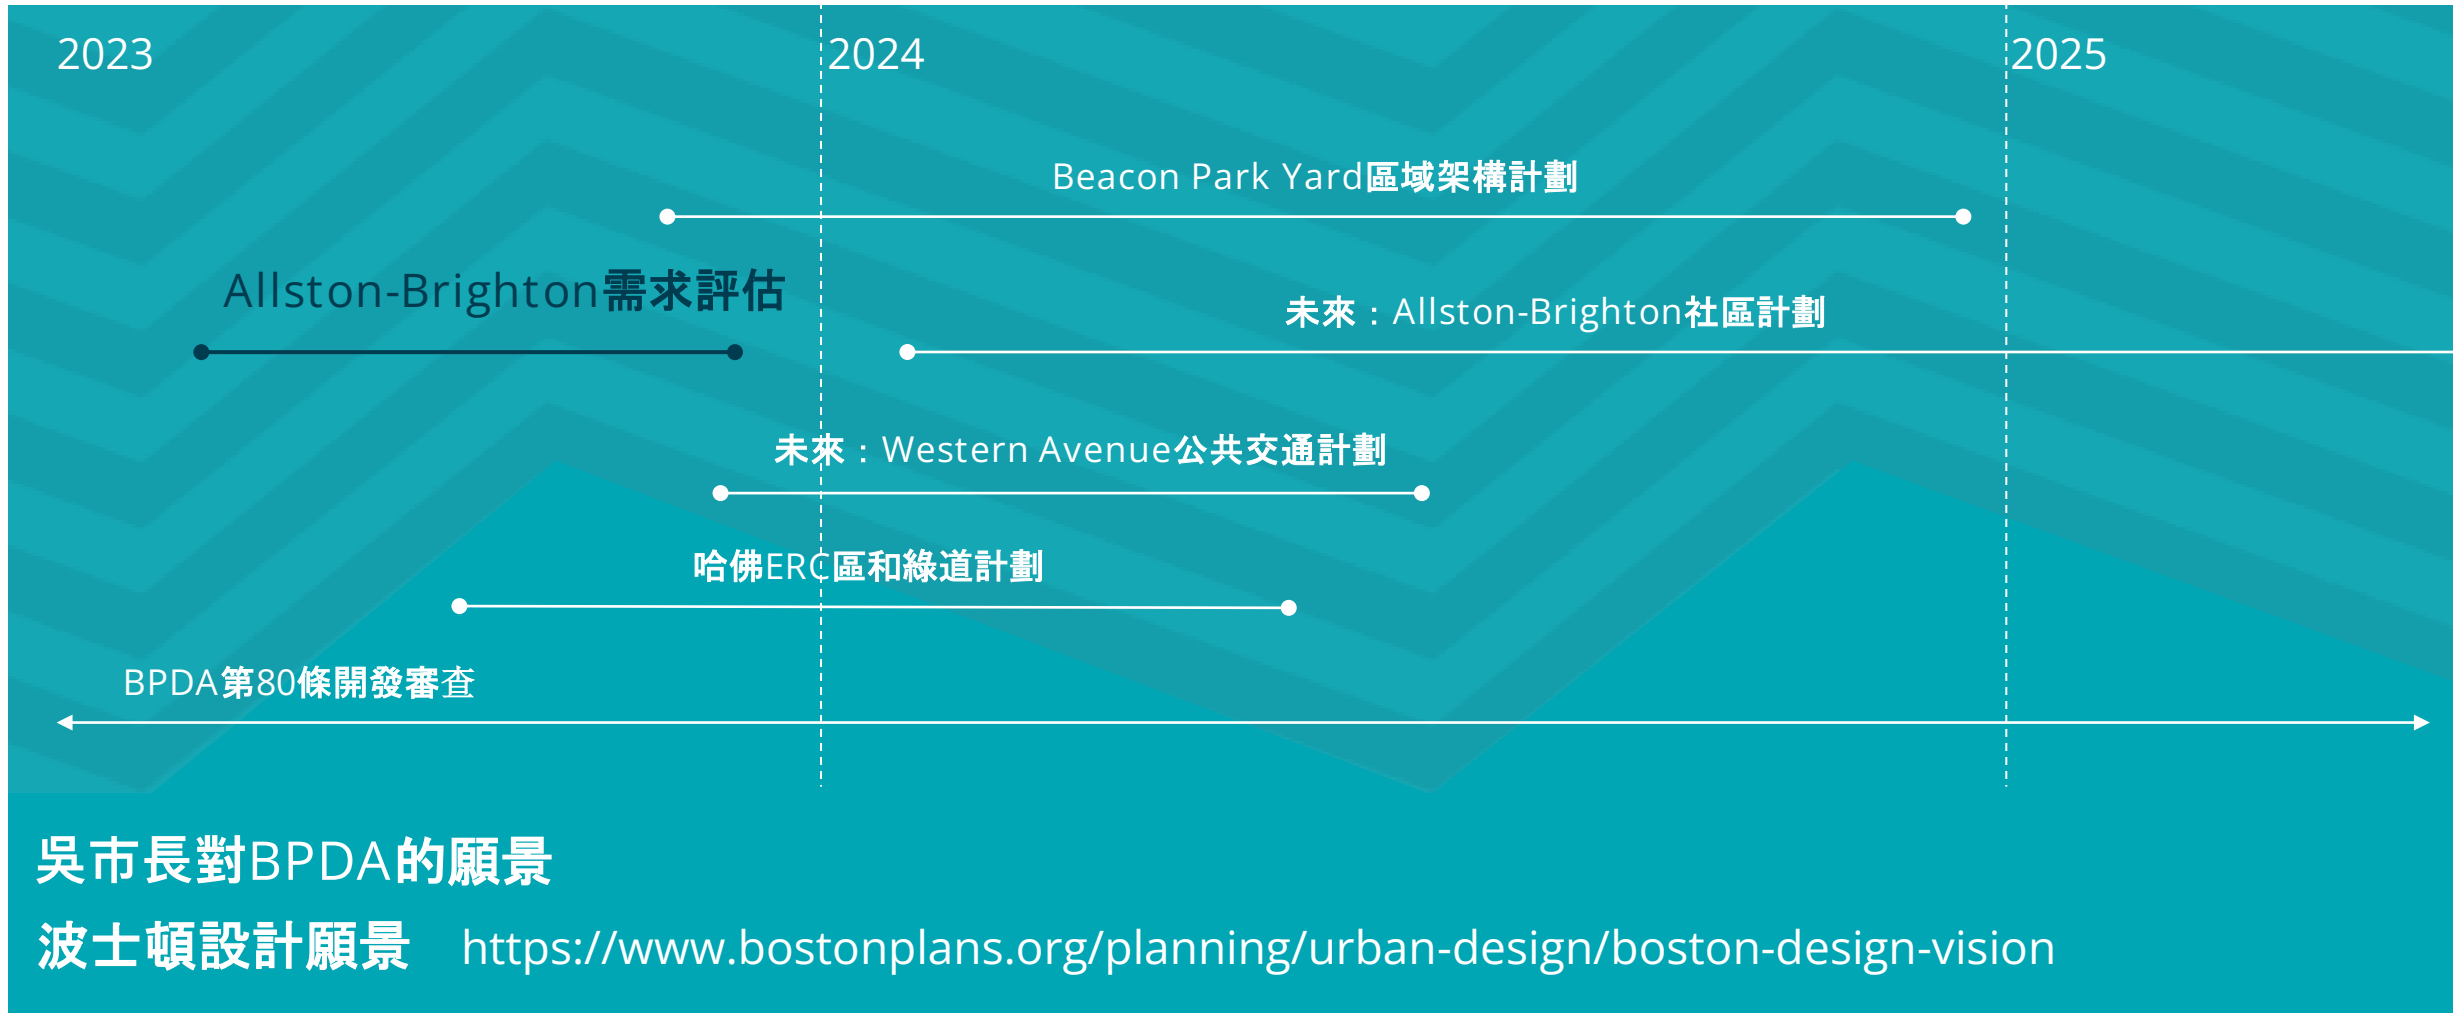 2023
2024
2025
Beacon Park Yard區域架構計劃
Allston-Brighton需求評估
未來：Allston-Brighton社區計劃
未來：Western Avenue公共交通計劃
哈佛ERC區和綠道計劃
BPDA第80條開發審查
吳市長對BPDA的願景
波士頓設計願景 https://www.bostonplans.org/planning/urban-design/boston-design-vision